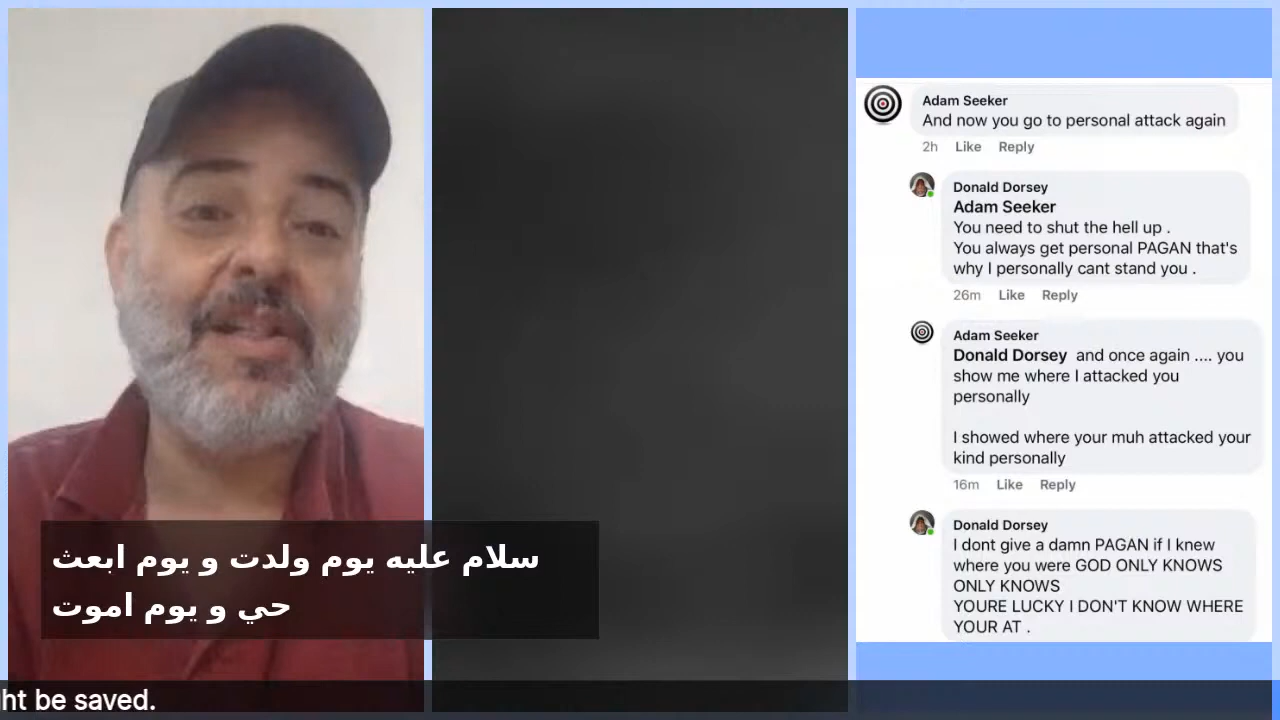 سلام عليه يوم ولدت و يوم ابعث
حي و يوم اموت
ht be saved.
Adam Seeker
And now you go to personal attack again
2h Like Reply
Donald Dorsey
Adam Seeker
You need to shut the hell up .
You always get personal PAGAN that's
why I personally cant stand you .
26m Like Reply
Adam Seeker
Donald Dorsey and once again .... you
show me where I attacked you
personally
I showed where your muh attacked your
kind personally
16m Like Reply
Donald Dorsey
I dont give a damn PAGAN if I knew
where you were GOD ONLY KNOWS
ONLY KNOWS
YOURE LUCKY I DON'T KNOW WHERE
YOUR AT .